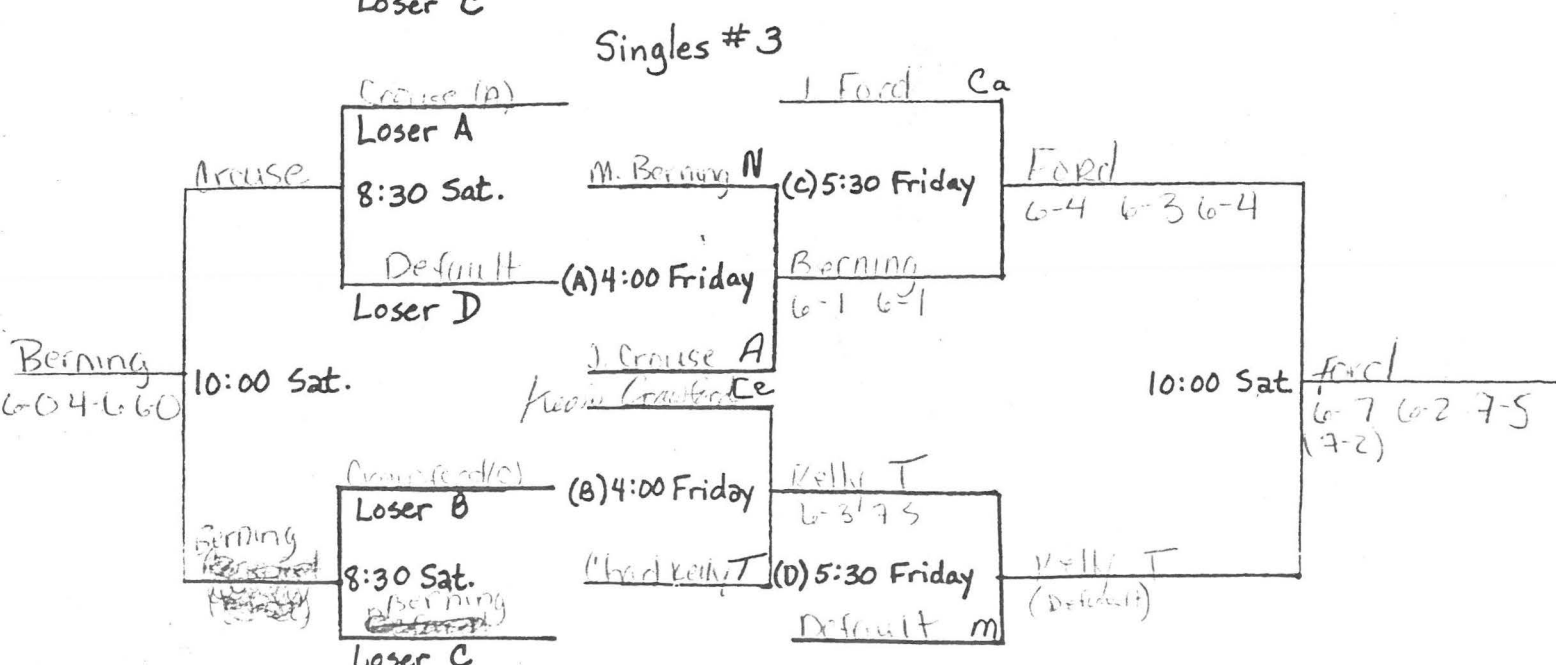 Loser C
Singles #3
Crouse (A)
J Ford Ca
Loser A
Crouse
M. Berning N
(C) 5:30 Friday
Ford
8:30 Sat.
6-4 6-3 6-4
Default
(A) 4:00 Friday
Berning
Loser D
6-1 6-1
Berning
J. Crouse A
10:00 Sat.
10:00 Sat.
Ford
6-0 4-6 6-0
Kevin Crawford Ce
6-7 6-2 7-5
(7-2)
Crawford (C)
(B) 4:00 Friday
Kelly T
Loser B
6-3
Berning
8:30 Sat.
Chad Kelly T
(D) 5:30 Friday
Kelly T
Berning
(Default)
Default m
Loser C